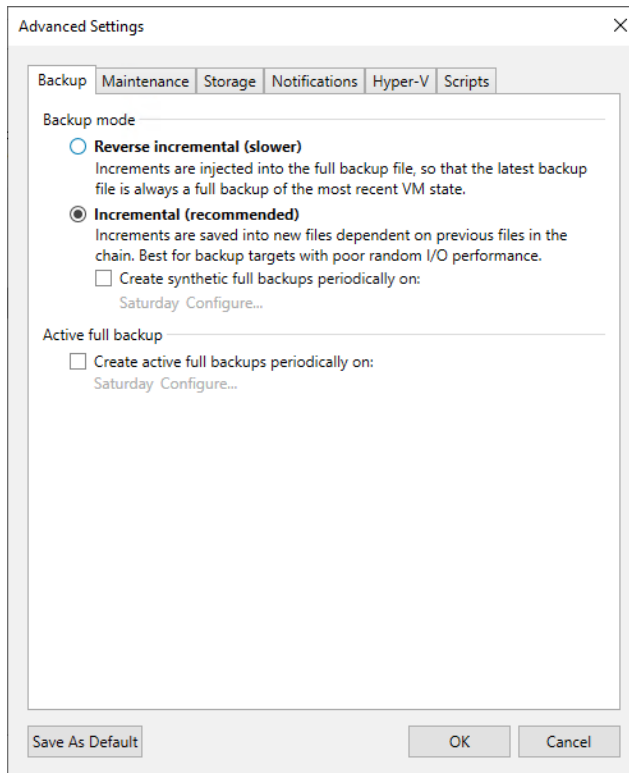 Advanced Settings
Backup Maintenance Storage Notifications Hyper-V Scripts
Backup mode
Reverse incremental (slower)
Increments are injected into the full backup file, so that the latest backup
file is always a full backup of the most recent VM state.
Incremental (recommended)
Increments are saved into new files dependent on previous files in the
chain. Best for backup targets with poor random I/O performance.
Create synthetic full backups periodically on:
Saturday Configure...
Active full backup
Create active full backups periodically on:
Saturday Configure...
Save As Default OK Cancel